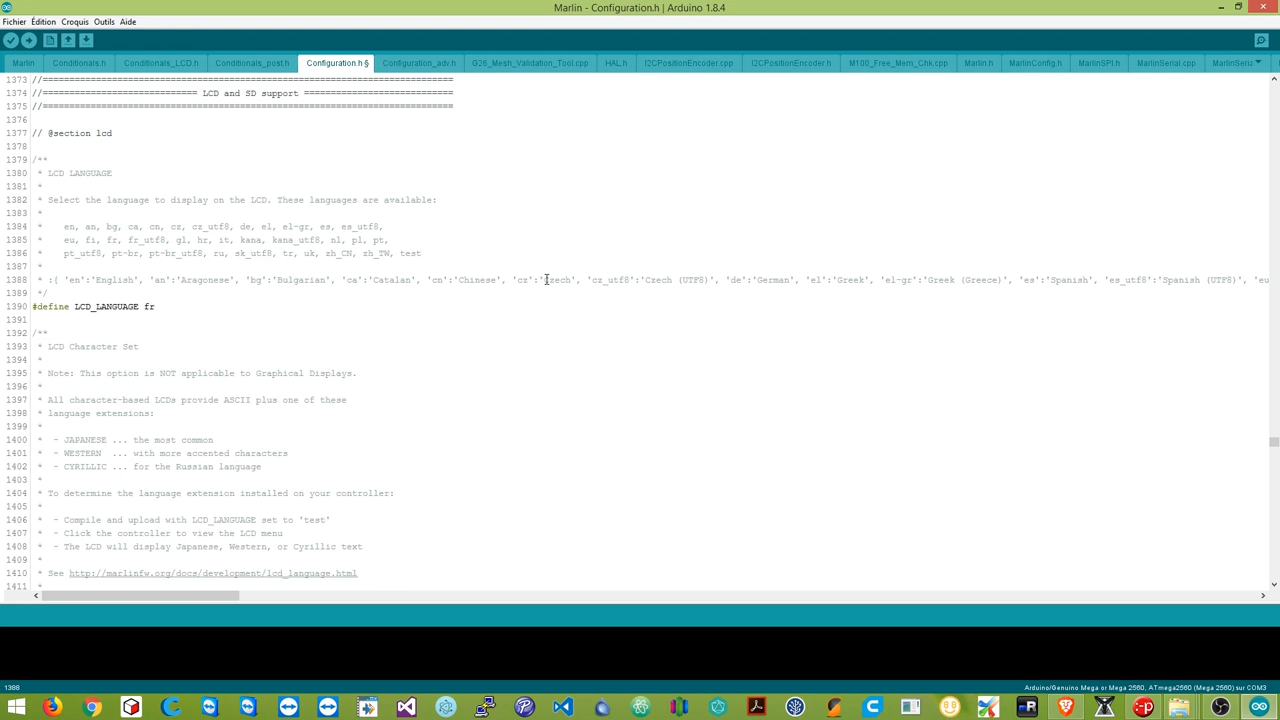 Marlin - Configuration.h | Arduino 1.8.4
Fichier Édition Croquis Outils Aide
Marlin Conditionals.h Conditionals_LCD.h Conditionals_post.h Configuration.h § Configuration_adv.h G26_Mesh_Validation_Tool.cpp HAL.h I2CPositionEncoder.cpp I2CPositionEncoder.h M100_Free_Mem_Chk.cpp Marlin.h MarlinConfig.h MarlinSPI.h MarlinSerial.cpp MarlinSeria
1373 //=============================================================================
1374 //============================= LCD and SD support ============================
1375 //=============================================================================
1376
1377 // @section lcd
1378
1379 /**
1380 * LCD LANGUAGE
1381 *
1382 * Select the language to display on the LCD. These languages are available:
1383 *
1384 * en, an, bg, ca, cn, cz, cz_utf8, de, el, el-gr, es, es_utf8,
1385 * eu, fi, fr, fr_utf8, gl, hr, it, kana, kana_utf8, nl, pl, pt,
1386 * pt_utf8, pt-br, pt-br_utf8, ru, sk_utf8, tr, uk, zh_CN, zh_TW, test
1387 *
1388 * :{ 'en':'English', 'an':'Aragonese', 'bg':'Bulgarian', 'ca':'Catalan', 'cn':'Chinese', 'cz':'Czech', 'cz_utf8':'Czech (UTF8)', 'de':'German', 'el':'Greek', 'el-gr':'Greek (Greece)', 'es':'Spanish', 'es_utf8':'Spanish (UTF8)', 'eu
1389 */
1390 #define LCD_LANGUAGE fr
1391
1392 /**
1393 * LCD Character Set
1394 *
1395 * Note: This option is NOT applicable to Graphical Displays.
1396 *
1397 * All character-based LCDs provide ASCII plus one of these
1398 * language extensions:
1399 *
1400 * - JAPANESE ... the most common
1401 * - WESTERN ... with more accented characters
1402 * - CYRILLIC ... for the Russian language
1403 *
1404 * To determine the language extension installed on your controller:
1405 *
1406 * - Compile and upload with LCD_LANGUAGE set to 'test'
1407 * - Click the controller to view the LCD menu
1408 * - The LCD will display Japanese, Western, or Cyrillic text
1409 *
1410 * See http://marlinfw.org/docs/development/lcd_language.html
1411 *
1388 Arduino/Genuino Mega or Mega 2560, ATmega2560 (Mega 2560) sur COM3